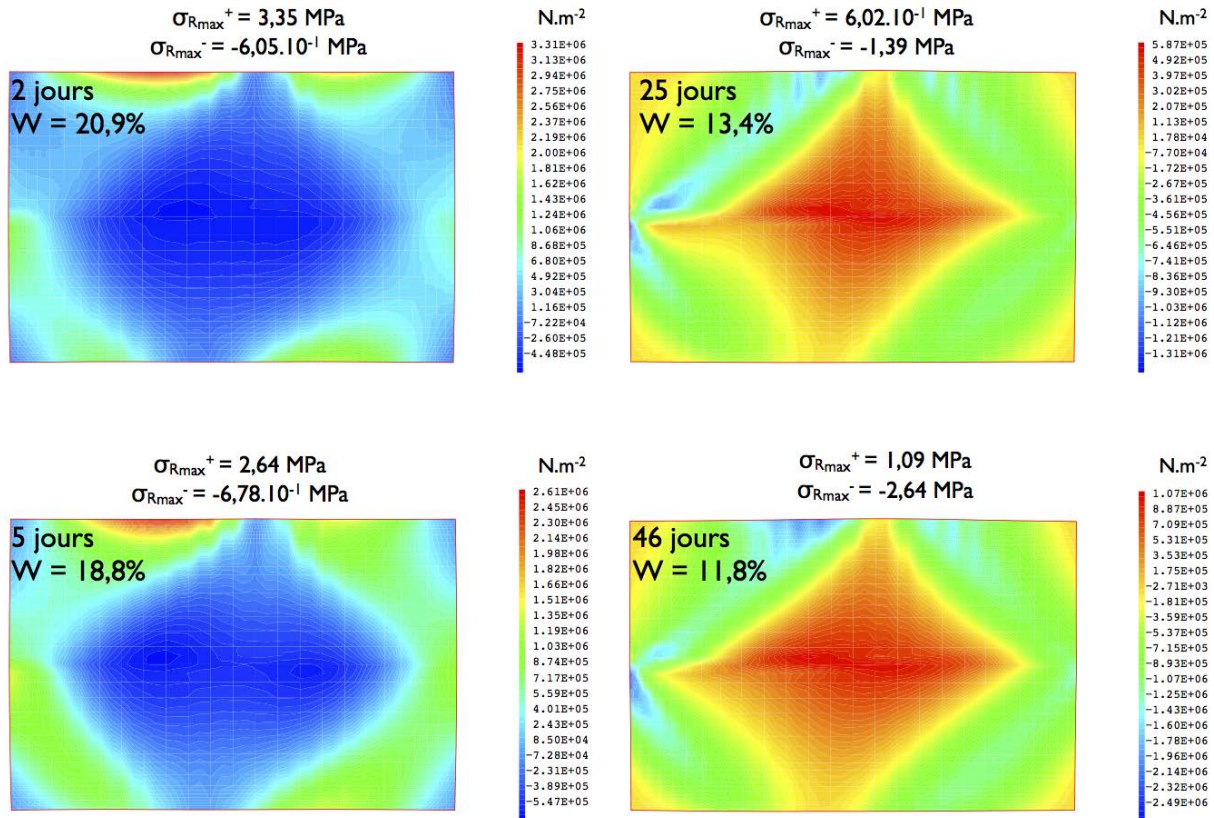 σRmax+ = 3,35 MPa
σRmax- = -6,05.10-1 MPa
N.m-2
2 jours
W = 20,9%
3.31E+06
3.13E+06
2.94E+06
2.75E+06
2.56E+06
2.37E+06
2.19E+06
2.00E+06
1.81E+06
1.62E+06
1.43E+06
1.24E+06
1.06E+06
8.68E+05
6.80E+05
4.92E+05
3.04E+05
1.16E+05
-7.22E+04
-2.60E+05
-4.48E+05
σRmax+ = 6,02.10-1 MPa
σRmax- = -1,39 MPa
N.m-2
25 jours
W = 13,4%
5.87E+05
4.92E+05
3.97E+05
3.02E+05
2.07E+05
1.13E+05
1.78E+04
-7.70E+04
-1.72E+05
-2.67E+05
-3.61E+05
-4.56E+05
-5.51E+05
-6.46E+05
-7.41E+05
-8.36E+05
-9.30E+05
-1.03E+06
-1.12E+06
-1.21E+06
-1.31E+06
σRmax+ = 2,64 MPa
σRmax- = -6,78.10-1 MPa
N.m-2
5 jours
W = 18,8%
2.61E+06
2.45E+06
2.30E+06
2.14E+06
1.98E+06
1.82E+06
1.66E+06
1.51E+06
1.35E+06
1.19E+06
1.03E+06
8.74E+05
7.17E+05
5.59E+05
4.01E+05
2.43E+05
8.50E+04
-7.28E+04
-2.31E+05
-3.89E+05
-5.47E+05
σRmax+ = 1,09 MPa
σRmax- = -2,64 MPa
N.m-2
46 jours
W = 11,8%
1.07E+06
8.87E+05
7.09E+05
5.31E+05
3.53E+05
1.75E+05
-2.71E+03
-1.81E+05
-3.59E+05
-5.37E+05
-7.15E+05
-8.93E+05
-1.07E+06
-1.25E+06
-1.43E+06
-1.60E+06
-1.78E+06
-1.96E+06
-2.14E+06
-2.32E+06
-2.49E+06